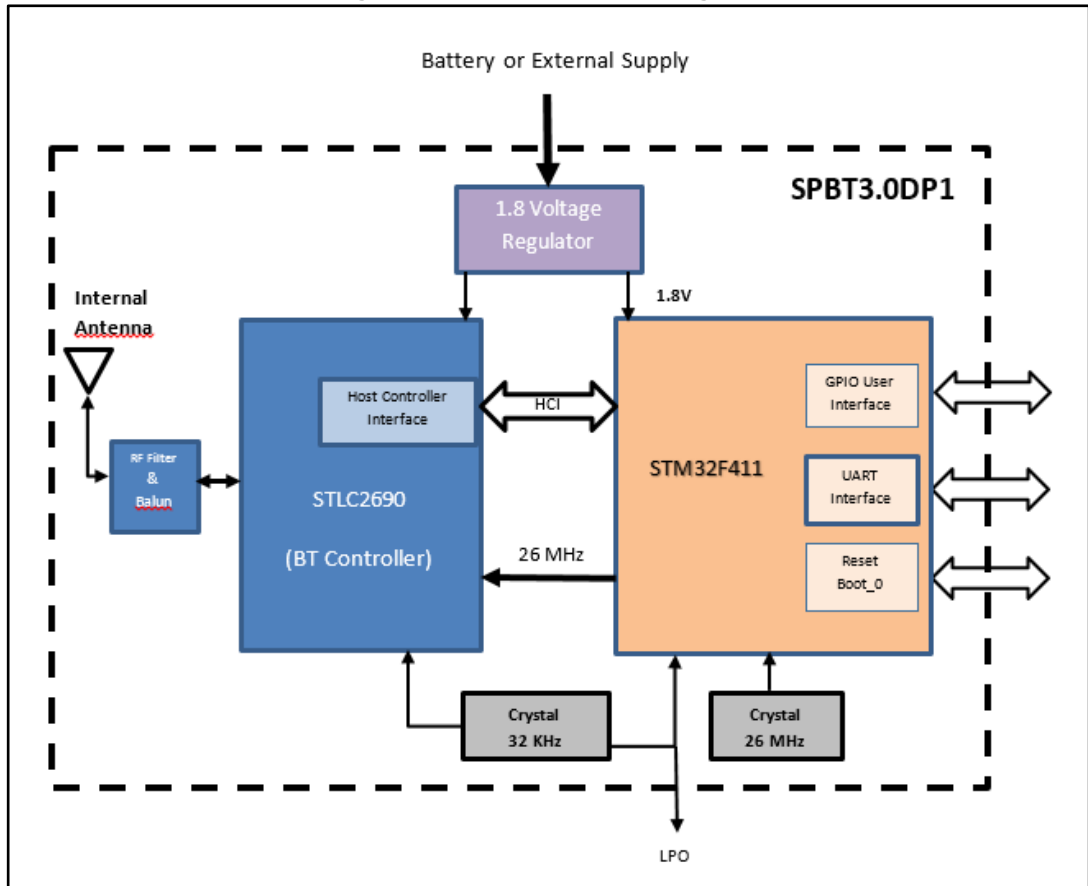 Battery or External Supply
SPBT3.0DP1
1.8 Voltage
Regulator
Internal
Antenna
1.8V
Host Controller
Interface
HCI
GPIO User
Interface
RF Filter
&
Balun
STLC2690
(BT Controller)
STM32F411
UART
Interface
26 MHz
Reset
Boot_0
Crystal
32 KHz
Crystal
26 MHz
LPO